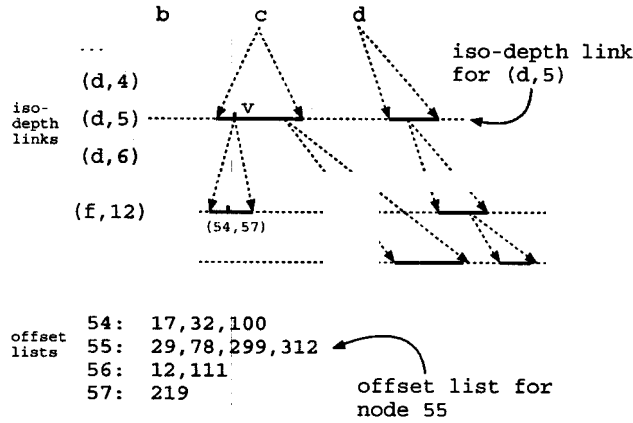 b c d
...
iso-depth link
for (d,5)
(d,4)
iso-
depth
links
(d,5)
v
(d,6)
(f,12)
(54,57)
offset
lists
54: 17,32,100
55: 29,78,299,312
56: 12,111
57: 219
offset list for
node 55